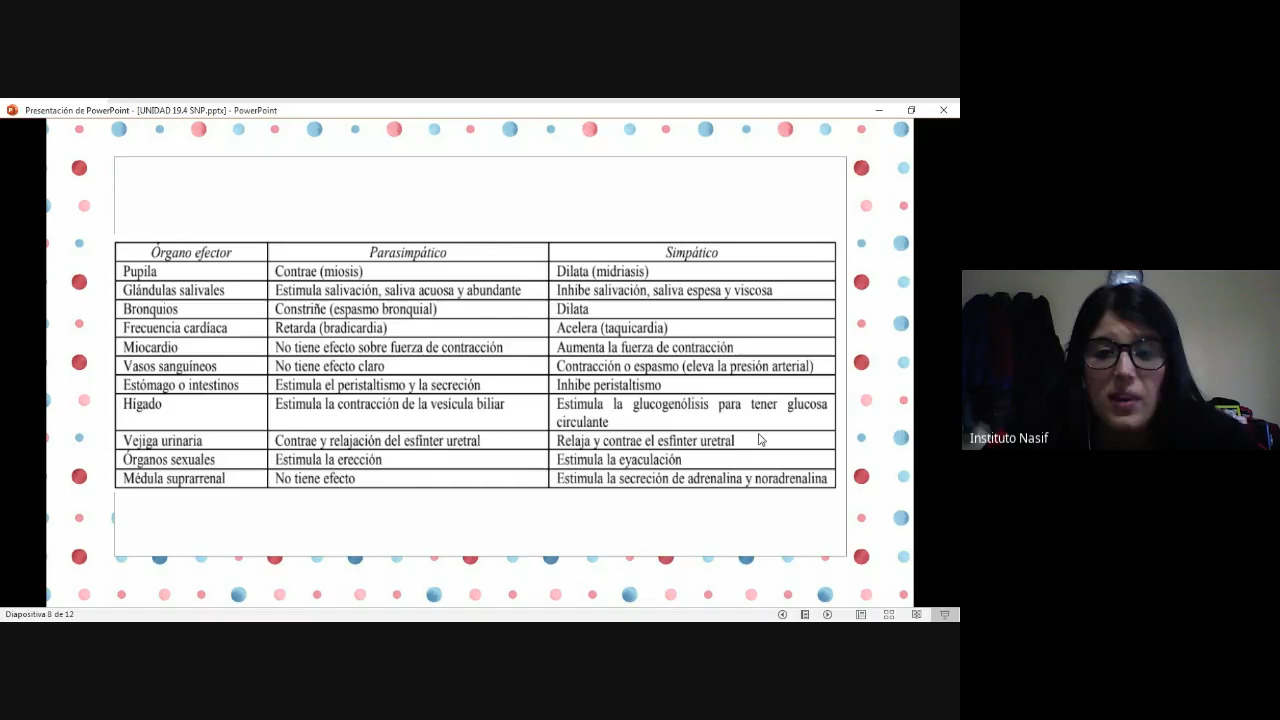 Presentación de PowerPoint - [UNIDAD 19.4 SNP.pptx] - PowerPoint
Órgano efector Parasimpático Simpático
Pupila Contrae (miosis) Dilata (midriasis)
Glándulas salivales Estimula salivación, saliva acuosa y abundante Inhibe salivación, saliva espesa y viscosa
Bronquios Constriñe (espasmo bronquial) Dilata
Frecuencia cardíaca Retarda (bradicardia) Acelera (taquicardia)
Miocardio No tiene efecto sobre fuerza de contracción Aumenta la fuerza de contracción
Vasos sanguíneos No tiene efecto claro Contracción o espasmo (eleva la presión arterial)
Estómago o intestinos Estimula el peristaltismo y la secreción Inhibe peristaltismo
Hígado Estimula la contracción de la vesícula biliar Estimula la glucogenólisis para tener glucosa
circulante
Vejiga urinaria Contrae y relajación del esfínter uretral Relaja y contrae el esfínter uretral
Órganos sexuales Estimula la erección Estimula la eyaculación
Médula suprarrenal No tiene efecto Estimula la secreción de adrenalina y noradrenalina
Instituto Nasif
Diapositiva 8 de 12